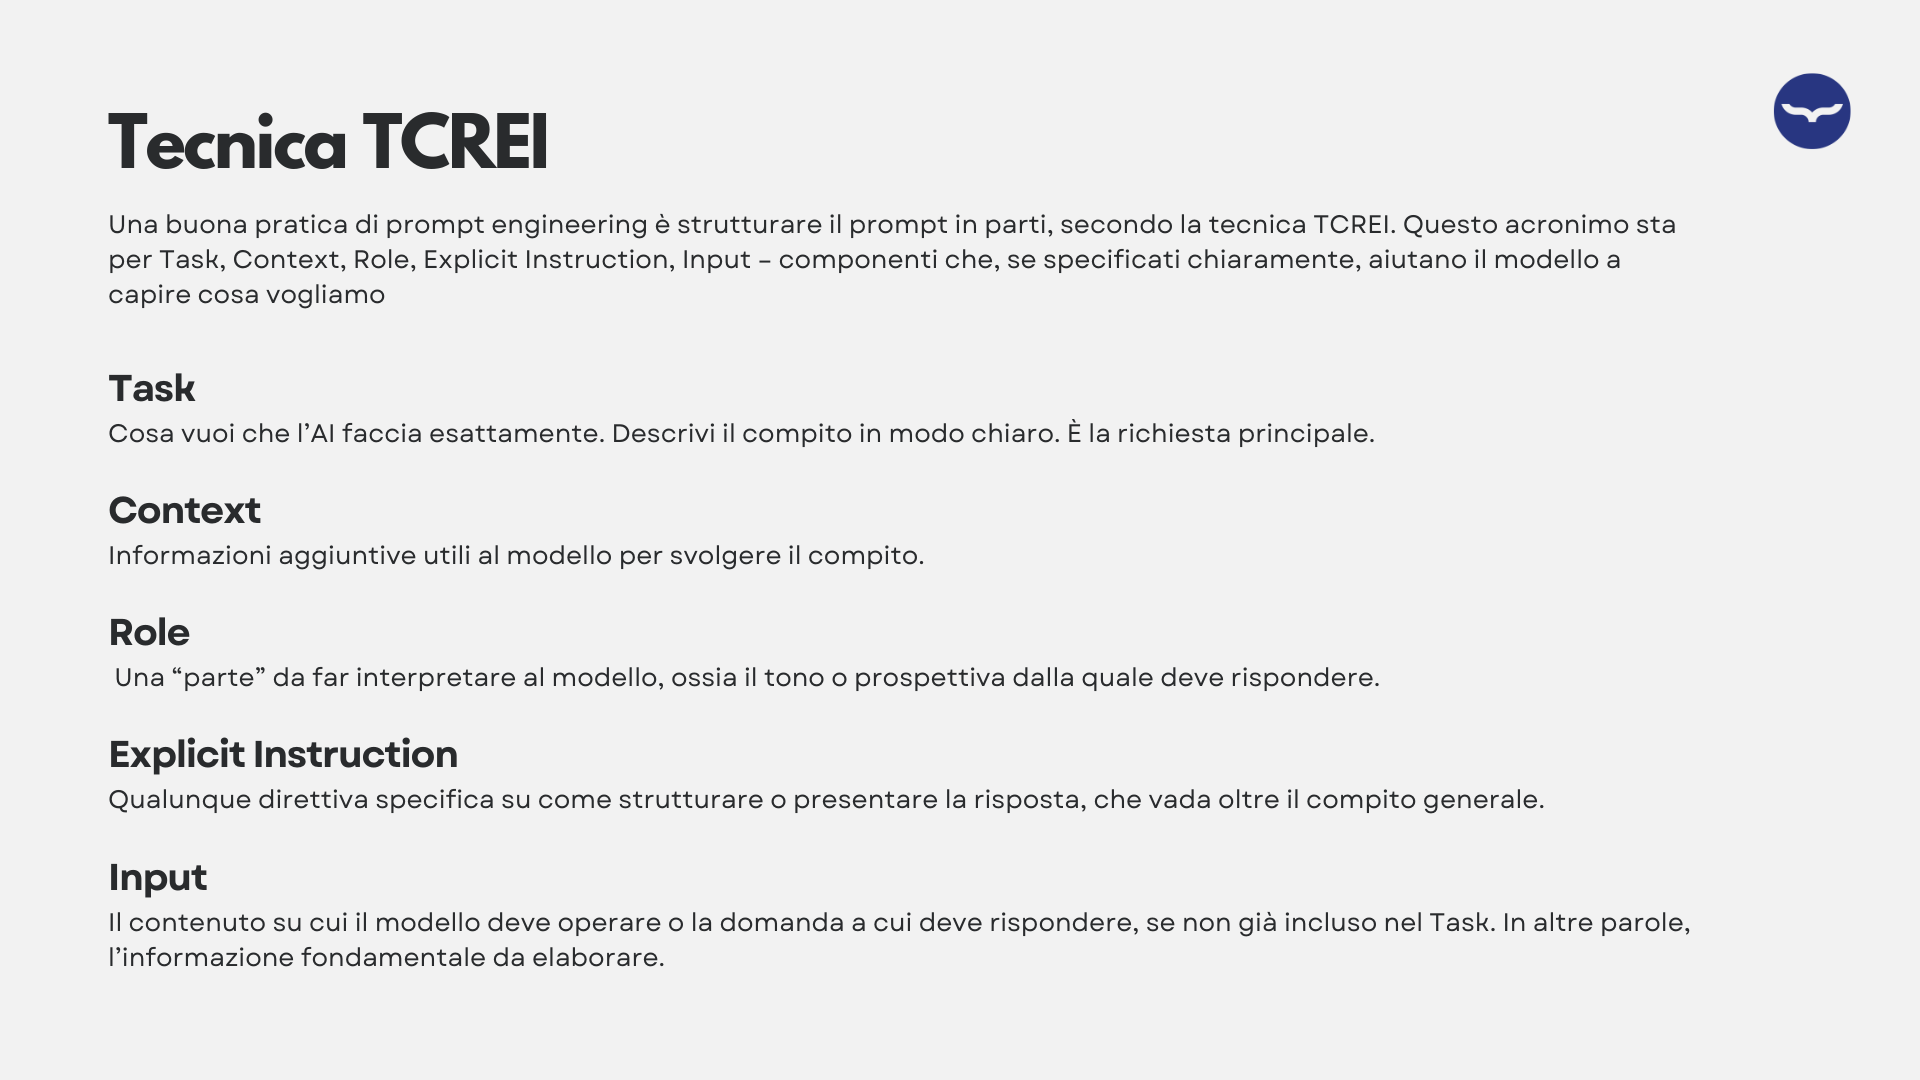 Tecnica TCREI
Una buona pratica di prompt engineering è strutturare il prompt in parti, secondo la tecnica TCREI. Questo acronimo sta
per Task, Context, Role, Explicit Instruction, Input – componenti che, se specificati chiaramente, aiutano il modello a
capire cosa vogliamo
Task
Cosa vuoi che l’AI faccia esattamente. Descrivi il compito in modo chiaro. È la richiesta principale.
Context
Informazioni aggiuntive utili al modello per svolgere il compito.
Role
Una “parte” da far interpretare al modello, ossia il tono o prospettiva dalla quale deve rispondere.
Explicit Instruction
Qualunque direttiva specifica su come strutturare o presentare la risposta, che vada oltre il compito generale.
Input
Il contenuto su cui il modello deve operare o la domanda a cui deve rispondere, se non già incluso nel Task. In altre parole,
l’informazione fondamentale da elaborare.